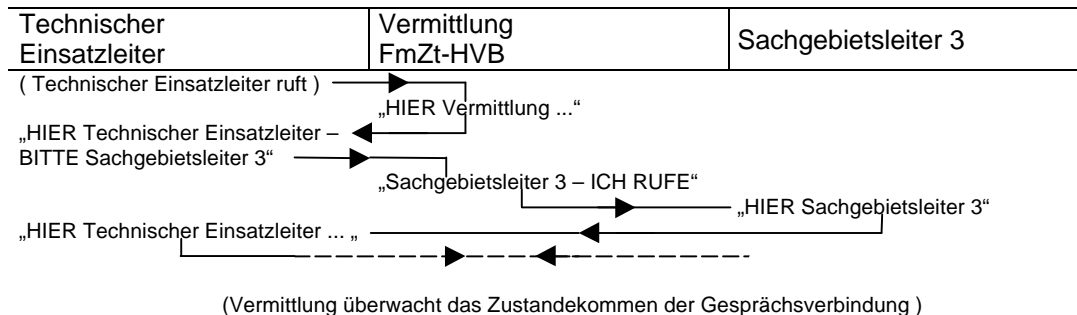 Technischer
Einsatzleiter
Vermittlung
FmZt-HVB
Sachgebietsleiter 3
( Technischer Einsatzleiter ruft )
„HIER Vermittlung ...“
„HIER Technischer Einsatzleiter –
BITTE Sachgebietsleiter 3“
„Sachgebietsleiter 3 – ICH RUFE“
„HIER Sachgebietsleiter 3“
„HIER Technischer Einsatzleiter ... „
(Vermittlung überwacht das Zustandekommen der Gesprächsverbindung )